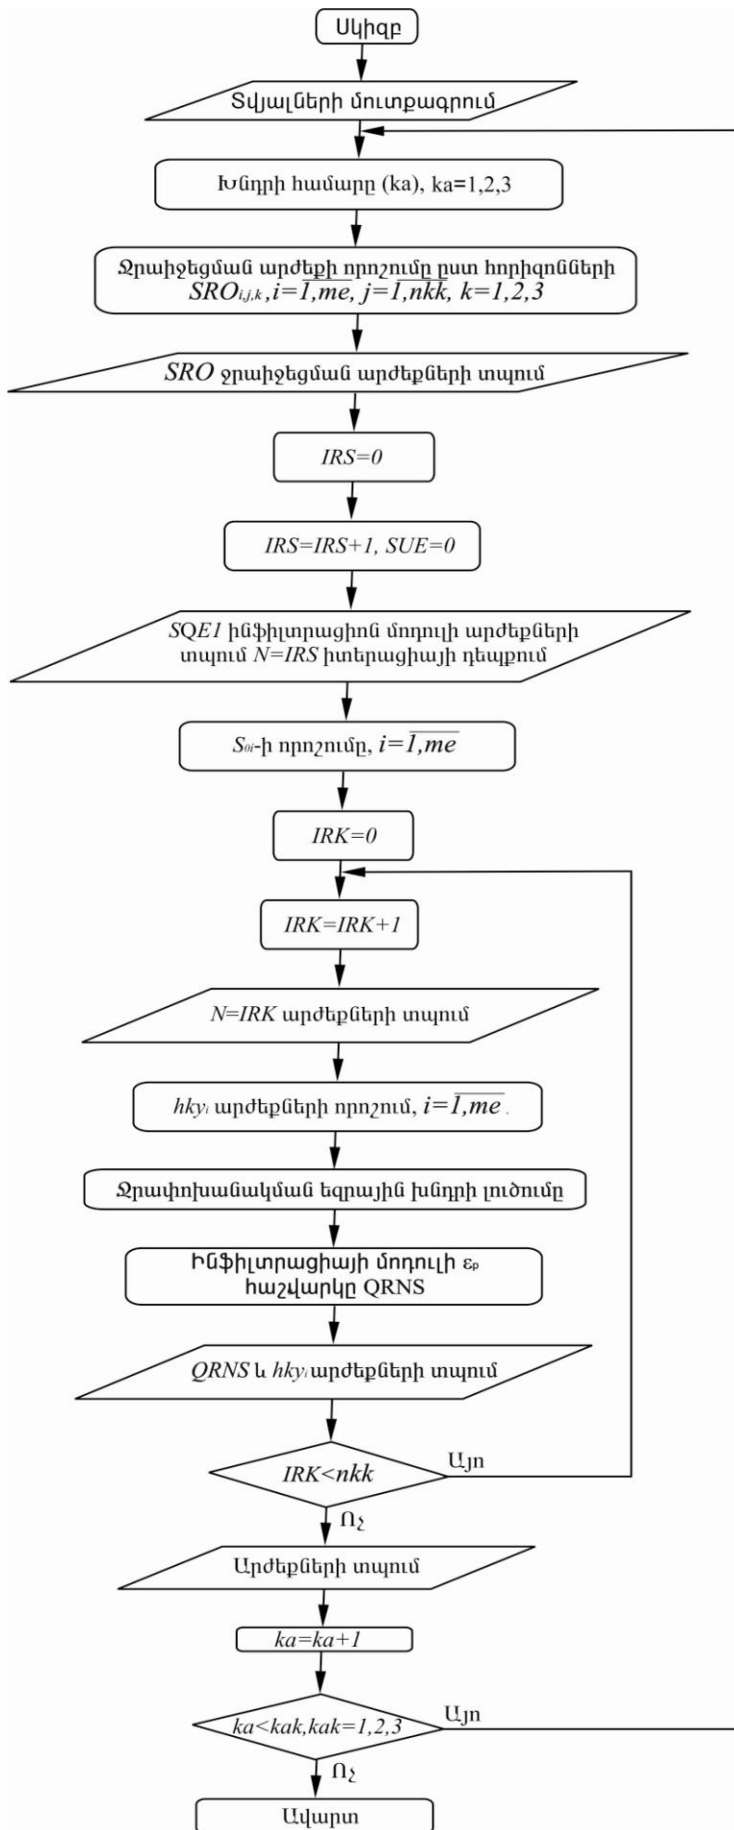 Սկիզբ
Տվյալների մուտքագրում
Խնդրի համարը (ka), ka=1,2,3
Ջրաիջեցման արժեքի որոշումը ըստ հորիզոնների
SROi,j,k, i=1,me, j=1,nkk, k=1,2,3
SRO ջրաիջեցման արժեքների տպում
IRS=0
IRS=IRS+1, SUE=0
SQE1 ինֆիլտրացիոն մոդուլի արժեքների
տպում N=IRS իտերացիայի դեպքում
S0i-ի որոշումը, i=1,me
IRK=0
IRK=IRK+1
N=IRK արժեքների տպում
hkyi արժեքների որոշում, i=1,me .
Ջրափոխանակման եզրային խնդրի լուծումը
Ինֆիլտրացիայի մոդուլի εp
հաշվարկը QRNS
QRNS և hkyi արժեքների տպում
IRK<nkk
Այո
Ոչ
Արժեքների տպում
ka=ka+1
ka<kak,kak=1,2,3
Այո
Ոչ
Ավարտ